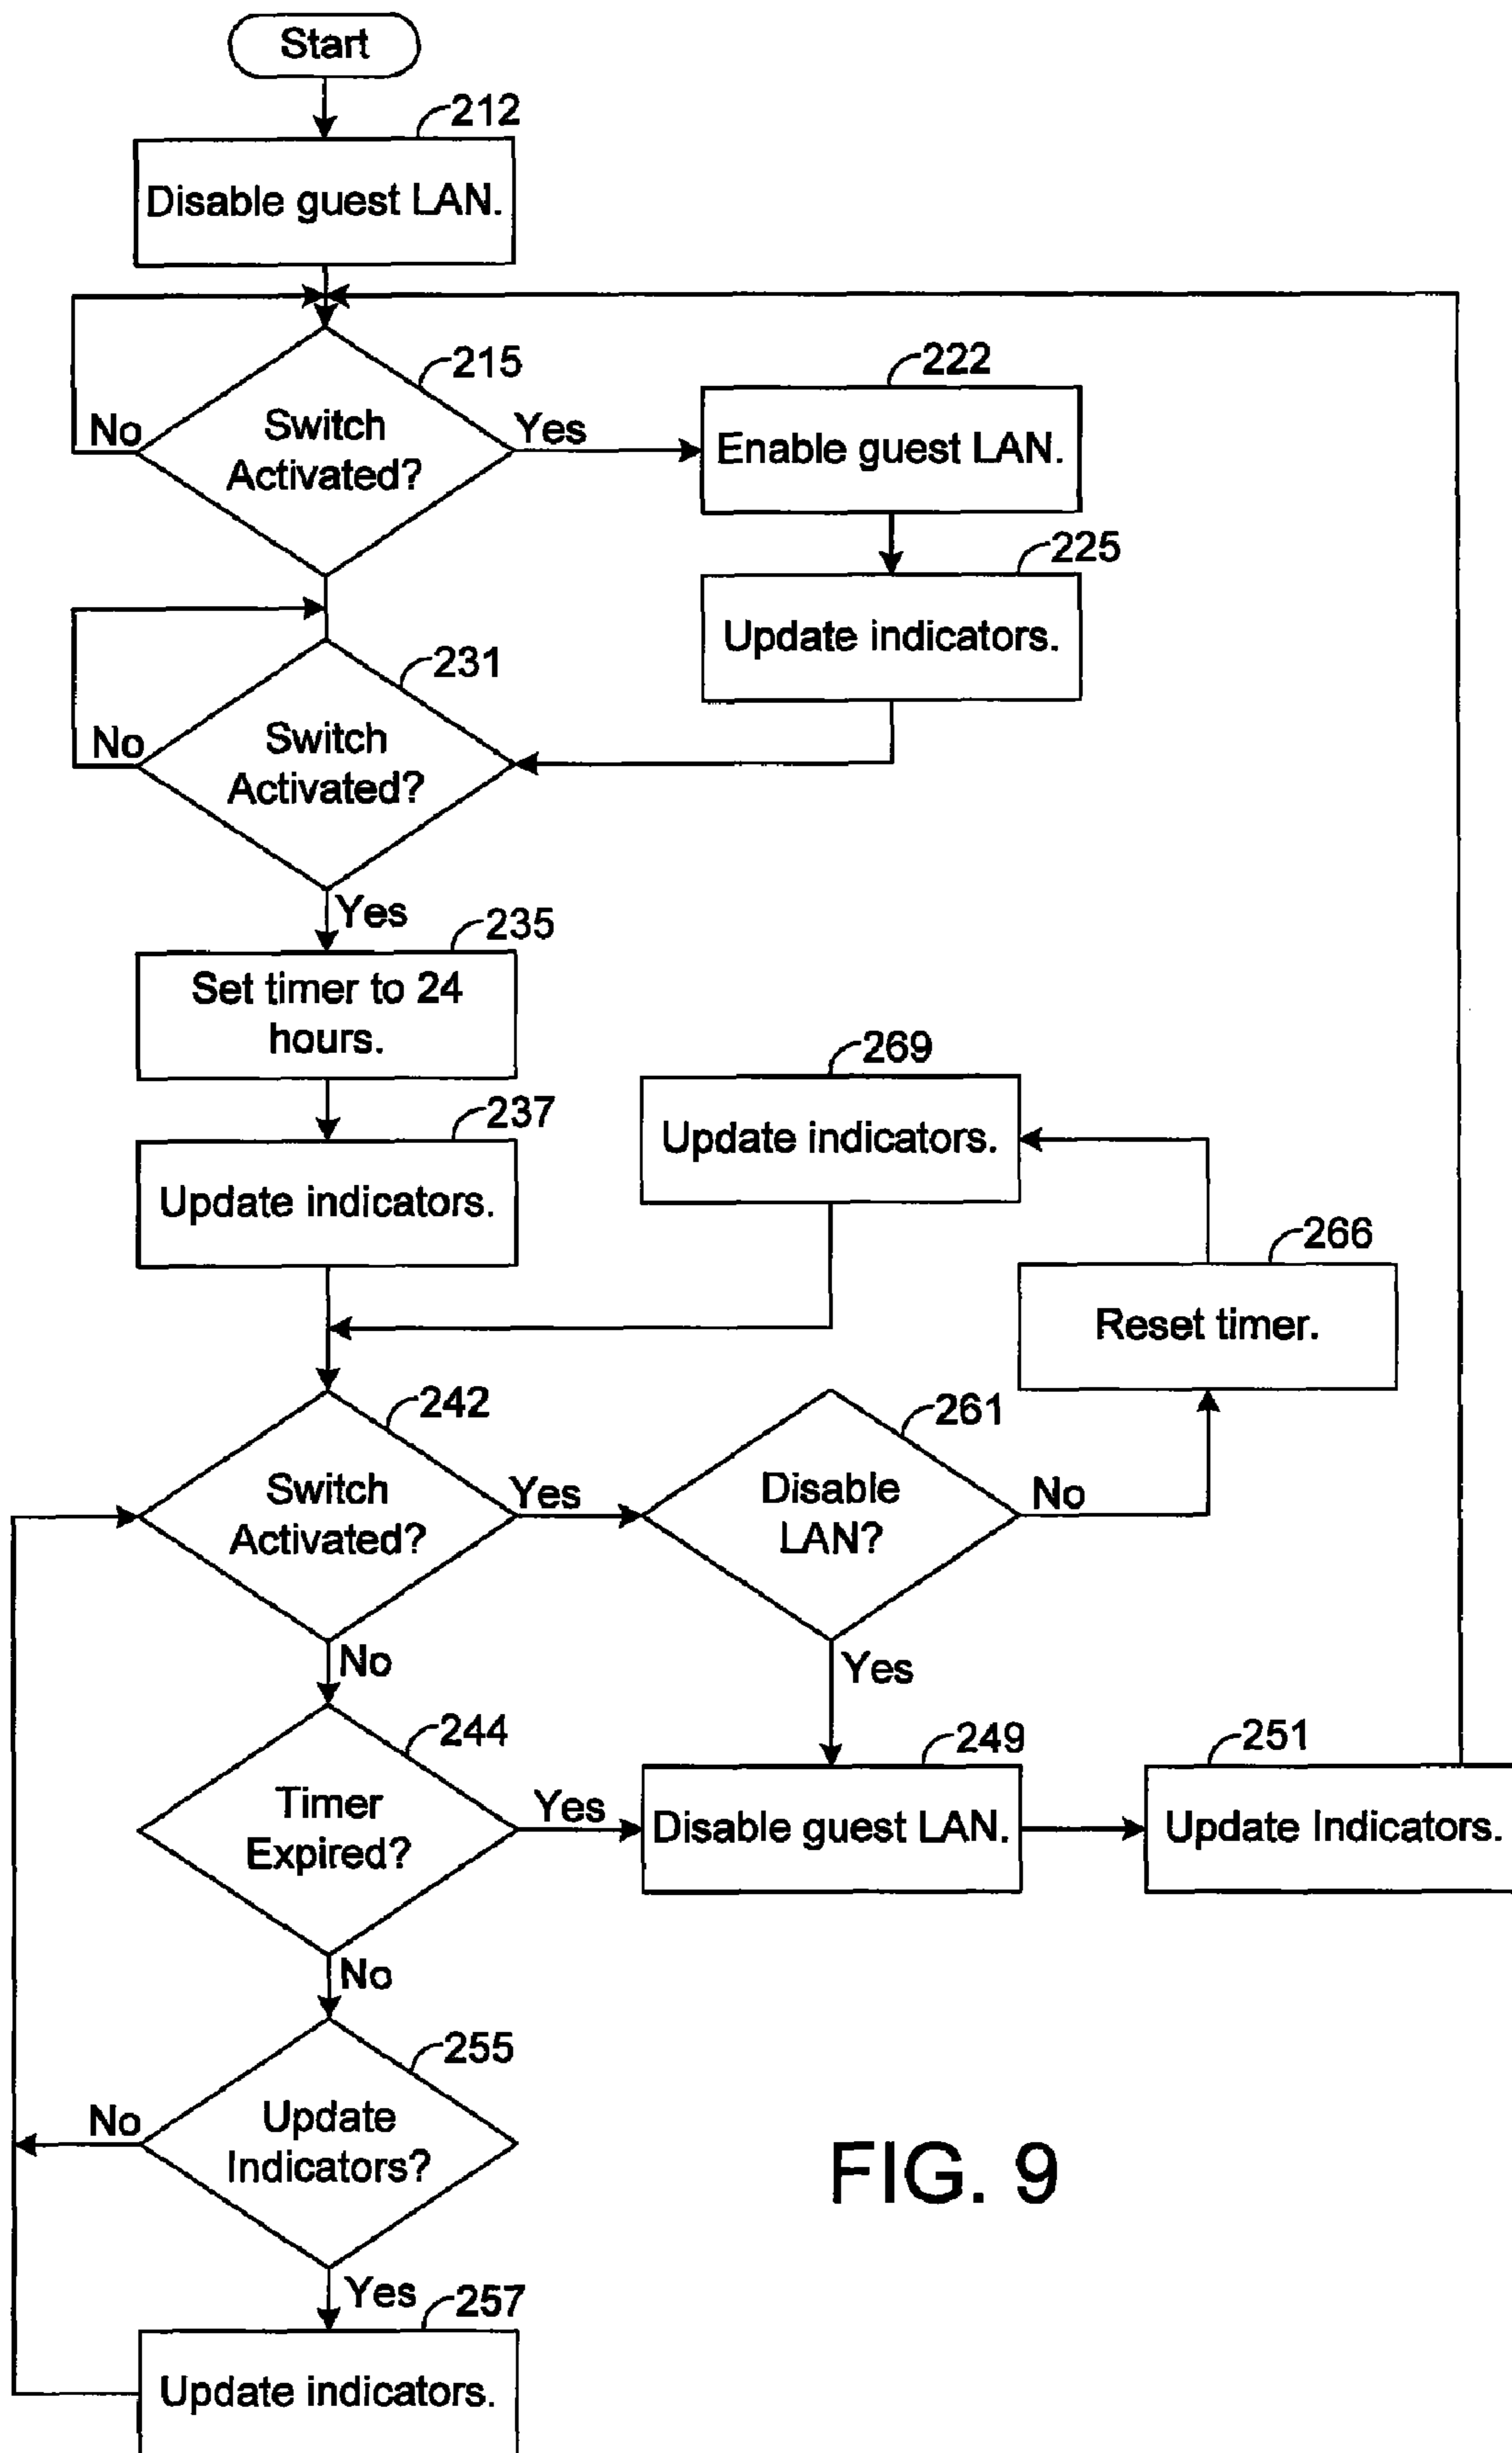 Start
212
Disable guest LAN.
215
Switch
Activated?
No
Yes
222
Enable guest LAN.
225
Update indicators.
231
Switch
Activated?
No
Yes
235
Set timer to 24
hours.
237
Update indicators.
269
Update indicators.
266
Reset timer.
242
Switch
Activated?
Yes
No
261
Disable
LAN?
No
Yes
244
Timer
Expired?
Yes
No
249
Disable guest LAN.
251
Update Indicators.
255
Update
Indicators?
No
Yes
257
Update indicators.
FIG. 9